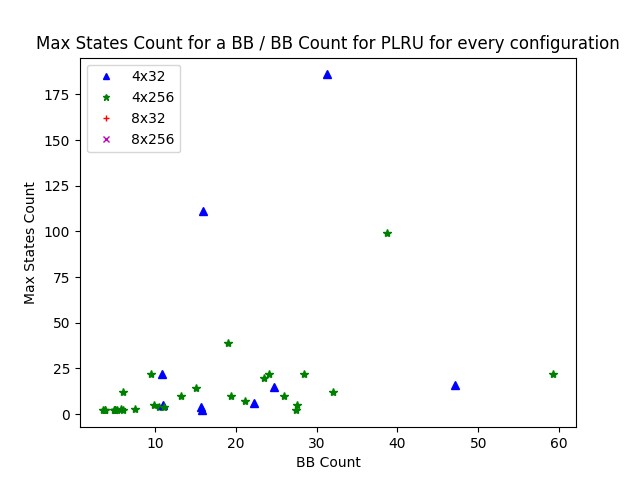 Max States Count for a BB / BB Count for PLRU for every configuration
4x32
4x256
8x32
8x256
175
150
125
100
75
50
25
0
Max States Count
10 20 30 40 50 60
BB Count